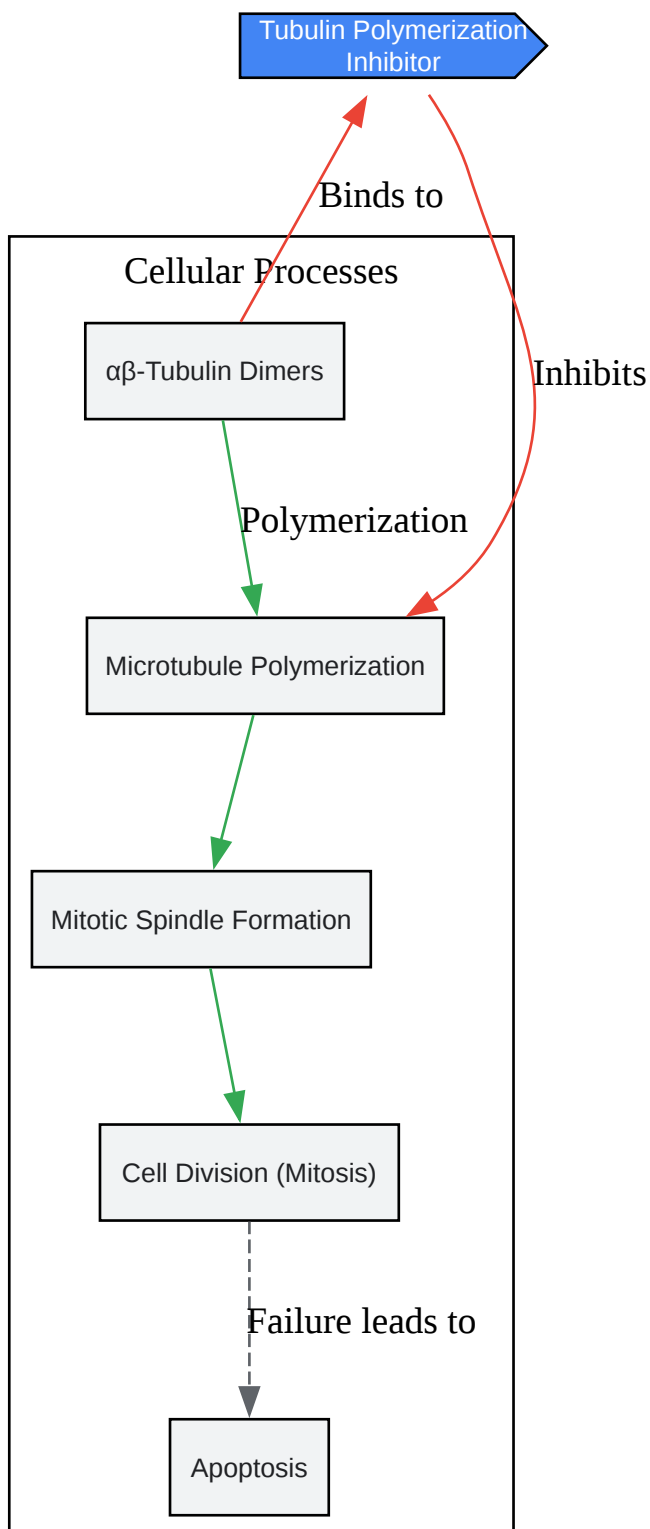 Tubulin Polymerization
Inhibitor
Binds to
Cellular Processes
αβ-Tubulin Dimers
Inhibits
Polymerization
Microtubule Polymerization
Mitotic Spindle Formation
Cell Division (Mitosis)
Failure leads to
Apoptosis